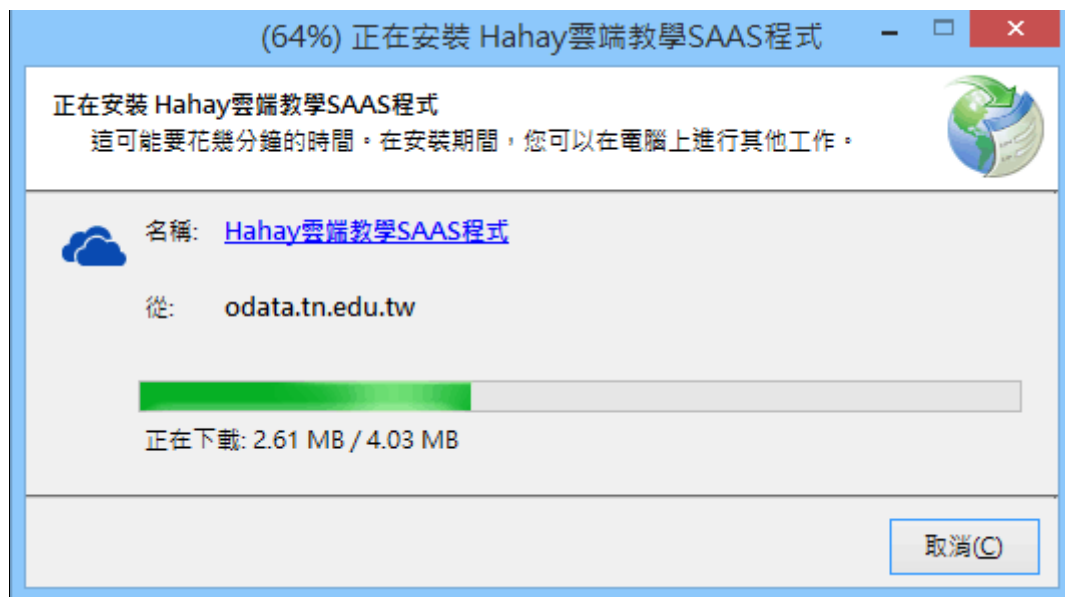 (64%) 正在安裝 Hahay雲端教學SAAS程式
正在安裝 Hahay雲端教學SAAS程式
這可能要花幾分鐘的時間。在安裝期間，您可以在電腦上進行其他工作。
名稱: Hahay雲端教學SAAS程式
從: odata.tn.edu.tw
正在下載: 2.61 MB / 4.03 MB
取消(C)